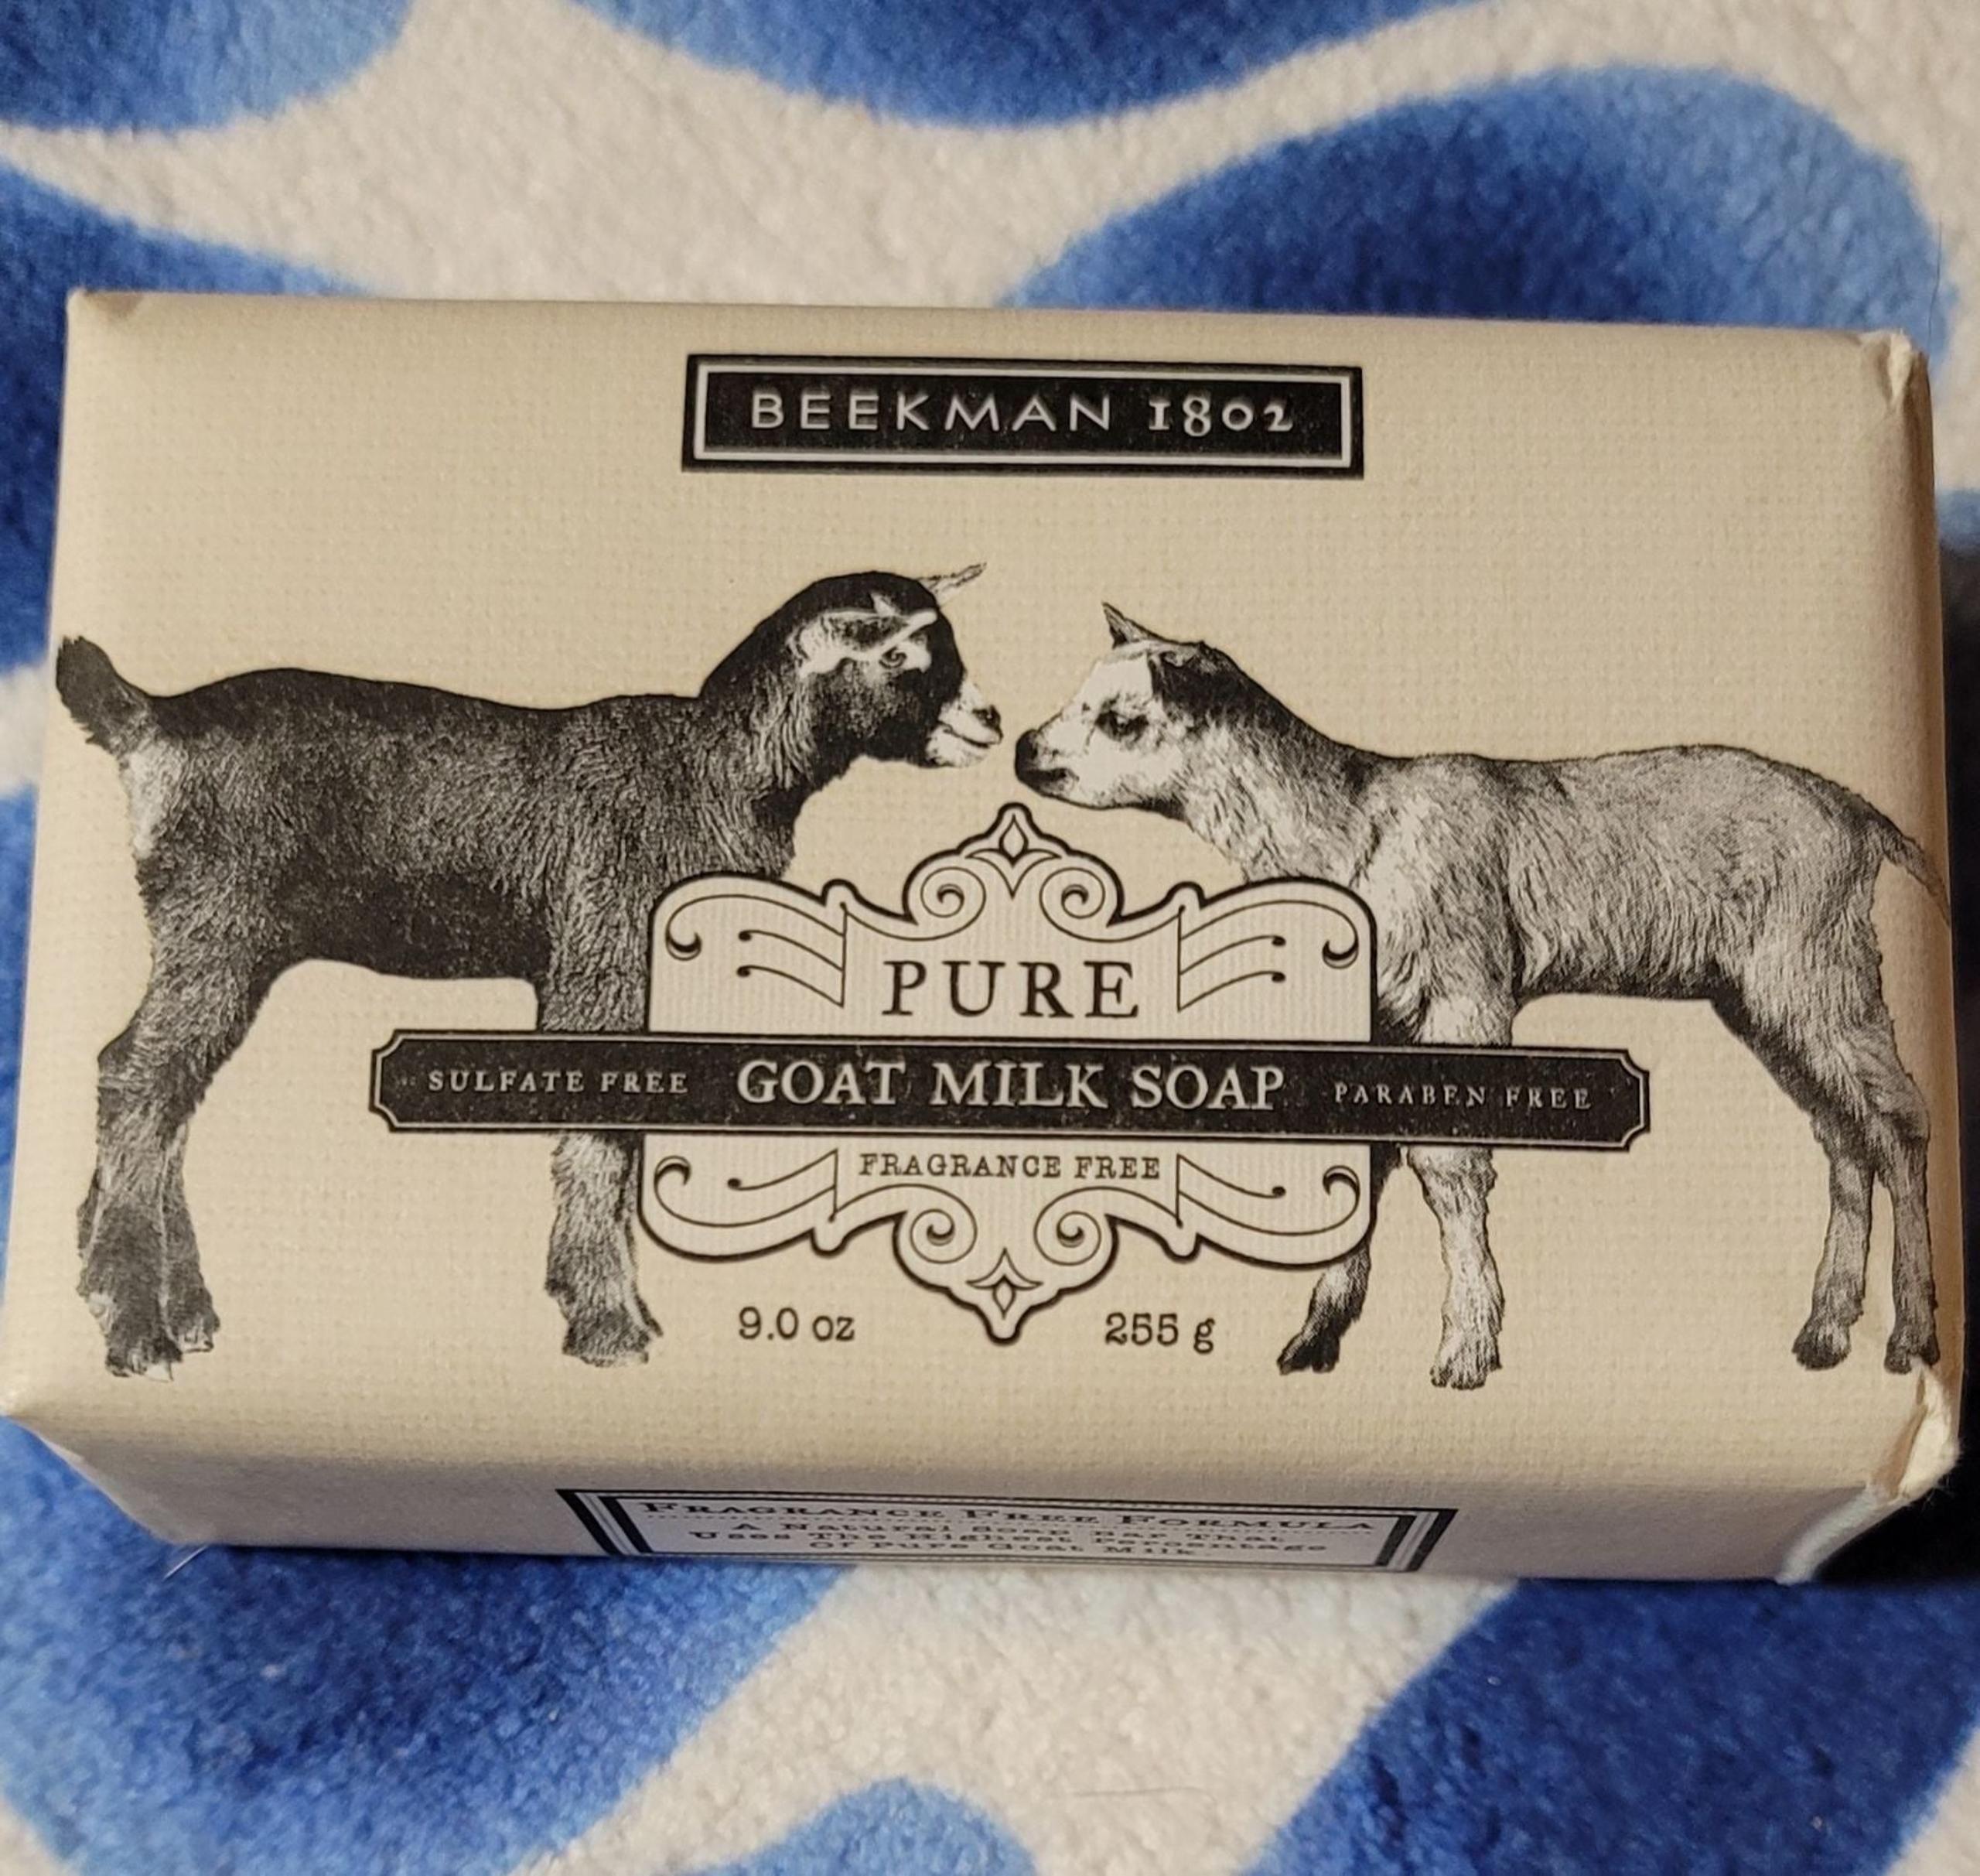 BEEKMAN 1802
PURE
SULFATE FREE GOAT MILK SOAP PARABEN FREE
FRAGRANCE FREE
9.0 oz 255 g
FRAGRANCE FREE FORMULA
A Natural Soap Bar That
Uses The Highest Percentage
Of Pure Goat Milk.